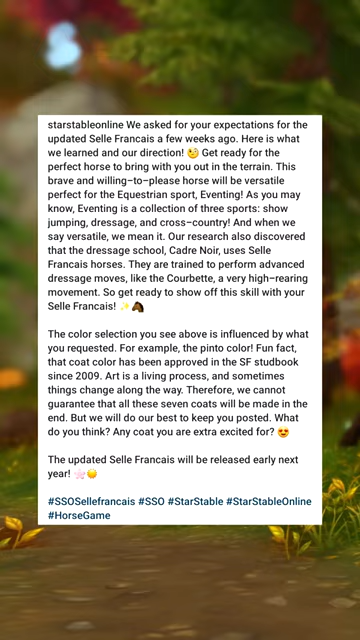 starstableonline We asked for your expectations for the
updated Selle Francais a few weeks ago. Here is what
we learned and our direction! 🧐 Get ready for the
perfect horse to bring with you out in the terrain. This
brave and willing-to-please horse will be versatile
perfect for the Equestrian sport, Eventing! As you may
know, Eventing is a collection of three sports: show
jumping, dressage, and cross-country! And when we
say versatile, we mean it. Our research also discovered
that the dressage school, Cadre Noir, uses Selle
Francais horses. They are trained to perform advanced
dressage moves, like the Courbette, a very high-rearing
movement. So get ready to show off this skill with your
Selle Francais! ✨🐴
The color selection you see above is influenced by what
you requested. For example, the pinto color! Fun fact,
that coat color has been approved in the SF studbook
since 2009. Art is a living process, and sometimes
things change along the way. Therefore, we cannot
guarantee that all these seven coats will be made in the
end. But we will do our best to keep you posted. What
do you think? Any coat you are extra excited for? 😍
The updated Selle Francais will be released early next
year! 🌸🌼
#SSOSellefrancais #SSO #StarStable #StarStableOnline
#HorseGame